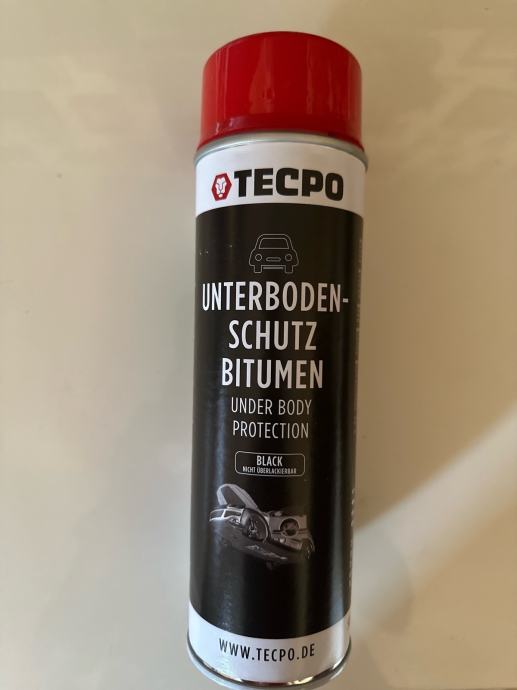 TECPO
UNTERBODEN-
SCHUTZ
BITUMEN
UNDER BODY
PROTECTION
BLACK
NICHT ÜBERLACKIERBAR
WWW.TECPO.DE